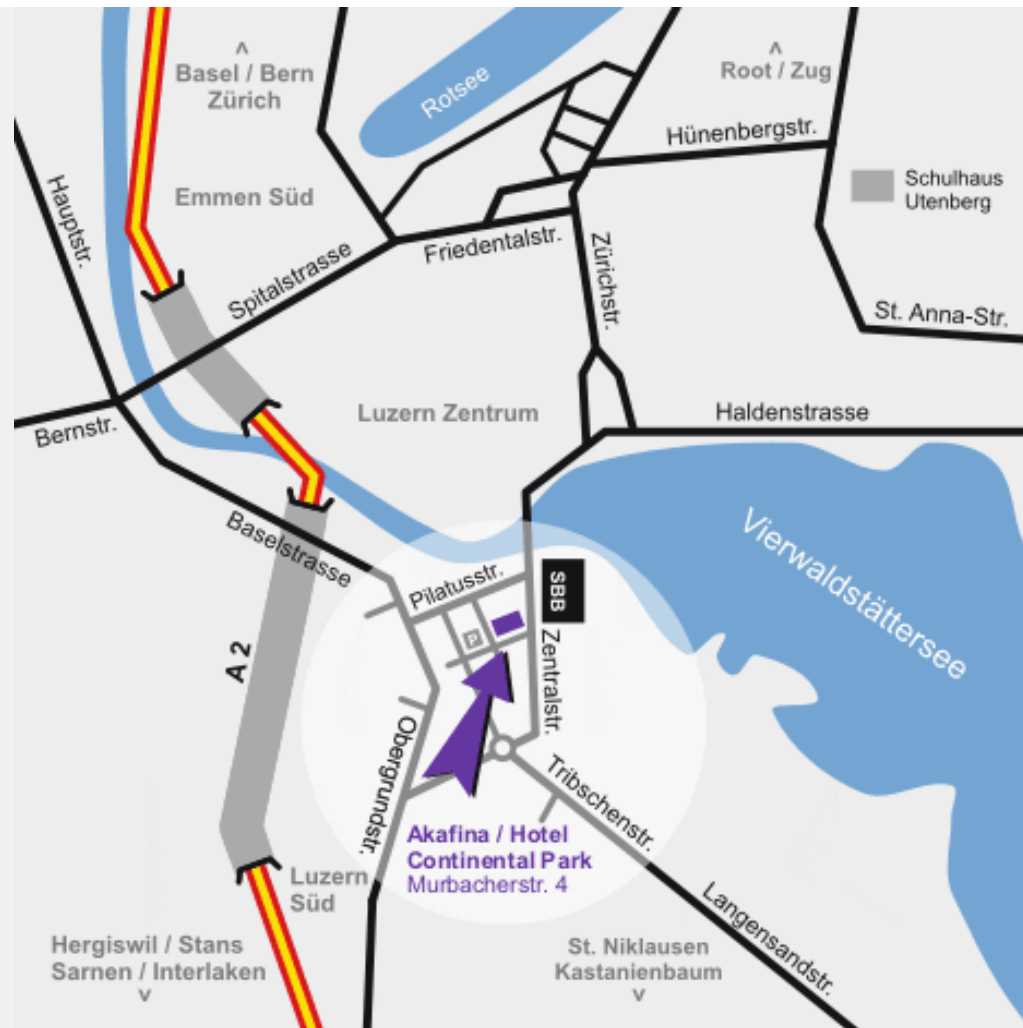 ^
Basel / Bern
Zürich
Rotsee
^
Root / Zug
Hünenbergstr.
Hauptstr.
Emmen Süd
Schulhaus
Utenberg
Spitalstrasse
Friedentalstr.
Zürichstr.
St. Anna-Str.
Bernstr.
Luzern Zentrum
Haldenstrasse
Baselstrasse
Vierwaldstättersee
Pilatusstr.
SBB
P
Zentralstr.
A 2
Obergrundstr.
Tribschenstr.
Akafina / Hotel
Continental Park
Murbacherstr. 4
Luzern
Süd
Langensandstr.
Hergiswil / Stans
Sarnen / Interlaken
v
St. Niklausen
Kastanienbaum
v